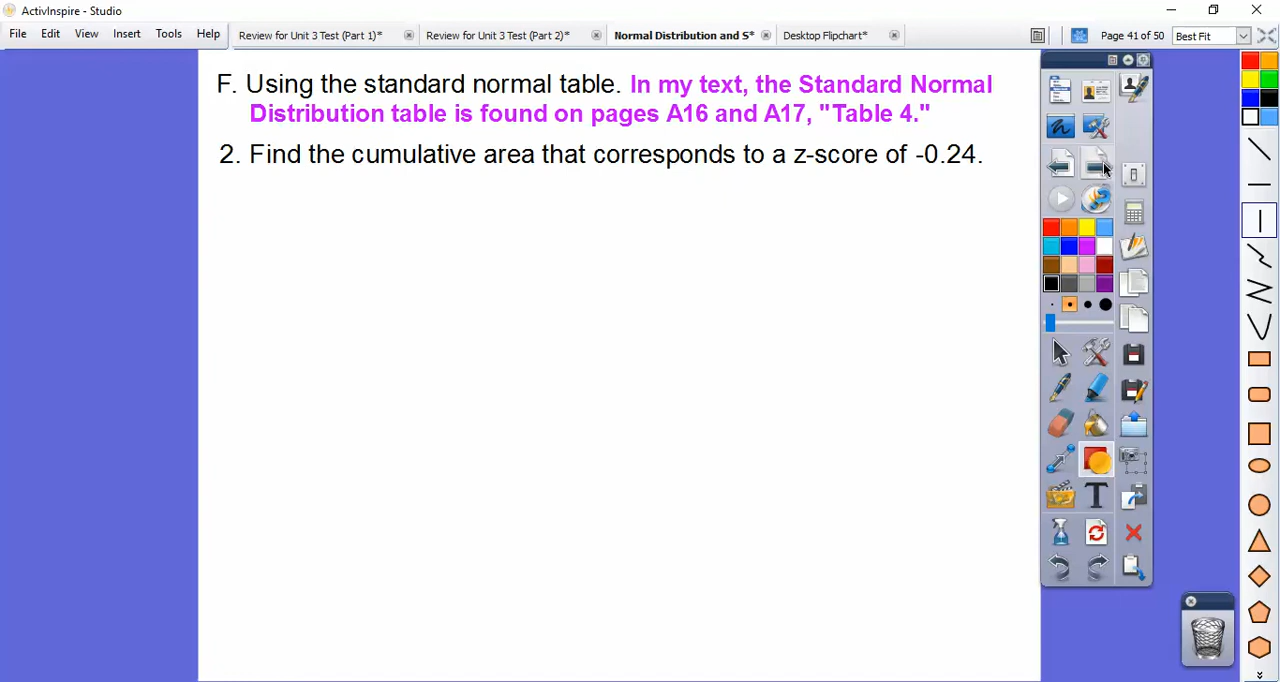 ActivInspire - Studio
File Edit View Insert Tools Help
Review for Unit 3 Test (Part 1)* Review for Unit 3 Test (Part 2)* Normal Distribution and S* Desktop Flipchart* Page 41 of 50 Best Fit
F. Using the standard normal table. In my text, the Standard Normal
Distribution table is found on pages A16 and A17, "Table 4."
2. Find the cumulative area that corresponds to a z-score of -0.24.
T